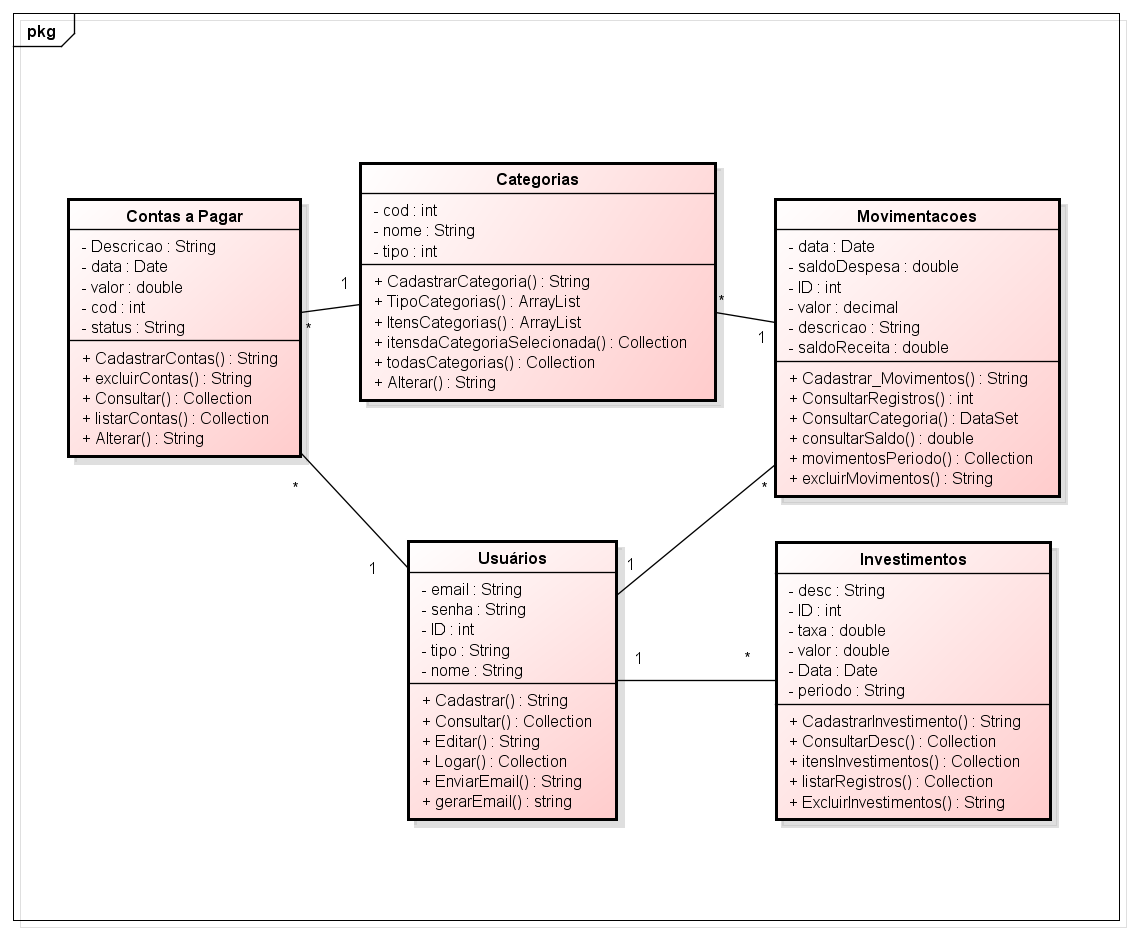 pkg
Categorias
- cod : int
- nome : String
- tipo : int
+ CadastrarCategoria() : String
+ TipoCategorias() : ArrayList
+ ItensCategorias() : ArrayList
+ itensdaCategoriaSelecionada() : Collection
+ todasCategorias() : Collection
+ Alterar() : String
Contas a Pagar
- Descricao : String
- data : Date
- valor : double
- cod : int
- status : String
+ CadastrarContas() : String
+ excluirContas() : String
+ Consultar() : Collection
+ listarContas() : Collection
+ Alterar() : String
Movimentacoes
- data : Date
- saldoDespesa : double
- ID : int
- valor : decimal
- descricao : String
- saldoReceita : double
+ Cadastrar_Movimentos() : String
+ ConsultarRegistros() : int
+ ConsultarCategoria() : DataSet
+ consultarSaldo() : double
+ movimentosPeriodo() : Collection
+ excluirMovimentos() : String
1
*
*
1
*
1
*
1
1
*
Usuários
- email : String
- senha : String
- ID : int
- tipo : String
- nome : String
+ Cadastrar() : String
+ Consultar() : Collection
+ Editar() : String
+ Logar() : Collection
+ EnviarEmail() : String
+ gerarEmail() : string
Investimentos
- desc : String
- ID : int
- taxa : double
- valor : double
- Data : Date
- periodo : String
+ CadastrarInvestimento() : String
+ ConsultarDesc() : Collection
+ itensInvestimentos() : Collection
+ listarRegistros() : Collection
+ ExcluirInvestimentos() : String